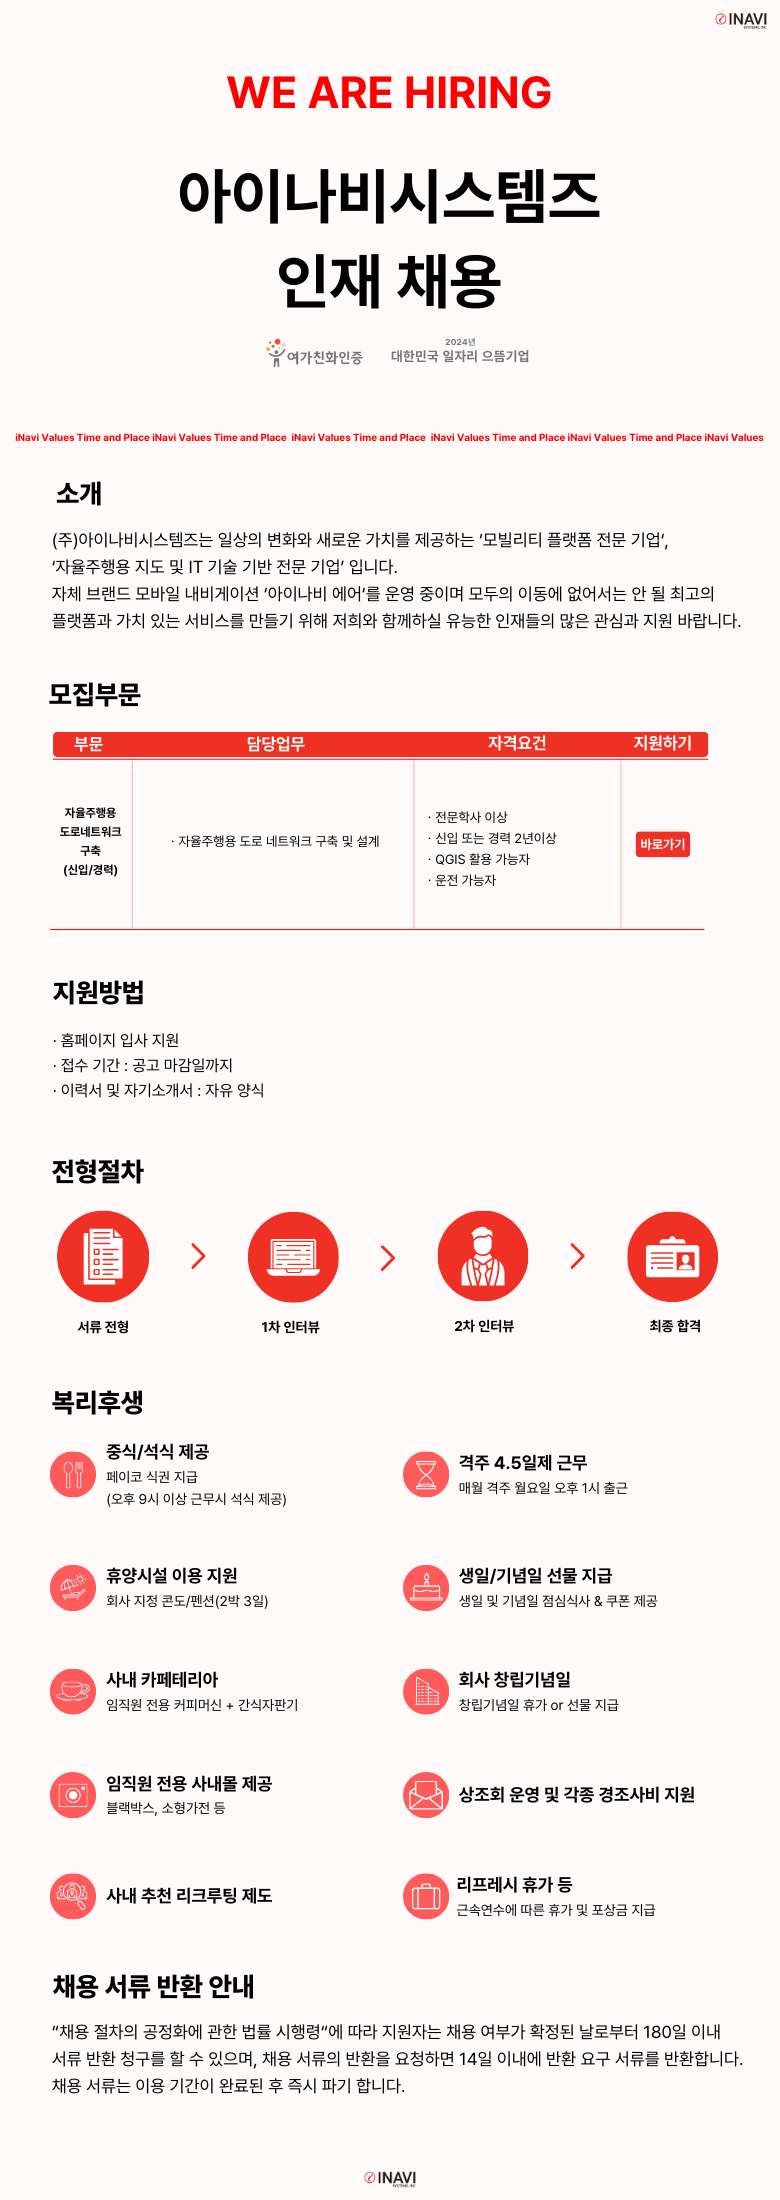 INAVI
SYSTEMS, INC
WE ARE HIRING
아이나비시스템즈
인재 채용
여가친화인증
2024년
대한민국 일자리 으뜸기업
iNavi Values Time and Place iNavi Values Time and Place iNavi Values Time and Place iNavi Values Time and Place iNavi Values Time and Place iNavi Values
소개
(주)아이나비시스템즈는 일상의 변화와 새로운 가치를 제공하는 ‘모빌리티 플랫폼 전문 기업‘,
‘자율주행용 지도 및 IT 기술 기반 전문 기업’ 입니다.
자체 브랜드 모바일 내비게이션 ‘아이나비 에어‘를 운영 중이며 모두의 이동에 없어서는 안 될 최고의
플랫폼과 가치 있는 서비스를 만들기 위해 저희와 함께하실 유능한 인재들의 많은 관심과 지원 바랍니다.
모집부문
부문 담당업무 자격요건 지원하기
자율주행용
도로네트워크
구축
(신입/경력)
· 자율주행용 도로 네트워크 구축 및 설계
· 전문학사 이상
· 신입 또는 경력 2년이상
· QGIS 활용 가능자
· 운전 가능자
바로가기
지원방법
· 홈페이지 입사 지원
· 접수 기간 : 공고 마감일까지
· 이력서 및 자기소개서 : 자유 양식
전형절차
서류 전형 1차 인터뷰 2차 인터뷰 최종 합격
복리후생
중식/석식 제공
페이코 식권 지급
(오후 9시 이상 근무시 석식 제공)
격주 4.5일제 근무
매월 격주 월요일 오후 1시 출근
휴양시설 이용 지원
회사 지정 콘도/펜션(2박 3일)
생일/기념일 선물 지급
생일 및 기념일 점심식사 & 쿠폰 제공
사내 카페테리아
임직원 전용 커피머신 + 간식자판기
회사 창립기념일
창립기념일 휴가 or 선물 지급
임직원 전용 사내몰 제공
블랙박스, 소형가전 등
상조회 운영 및 각종 경조사비 지원
사내 추천 리크루팅 제도
리프레시 휴가 등
근속연수에 따른 휴가 및 포상금 지급
채용 서류 반환 안내
“채용 절차의 공정화에 관한 법률 시행령“에 따라 지원자는 채용 여부가 확정된 날로부터 180일 이내
서류 반환 청구를 할 수 있으며, 채용 서류의 반환을 요청하면 14일 이내에 반환 요구 서류를 반환합니다.
채용 서류는 이용 기간이 완료된 후 즉시 파기 합니다.
INAVI
SYSTEMS, INC